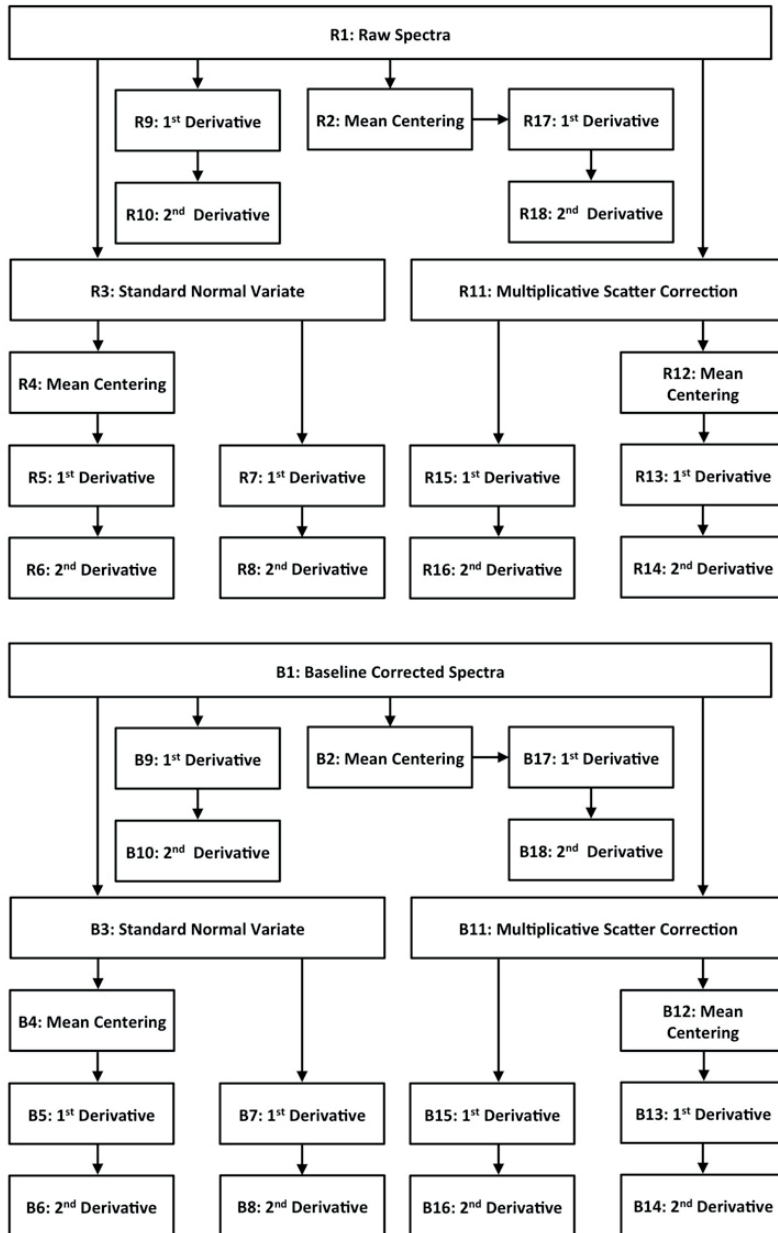 R1: Raw Spectra
R9: 1st Derivative
R2: Mean Centering
R17: 1st Derivative
R10: 2nd Derivative
R18: 2nd Derivative
R3: Standard Normal Variate
R11: Multiplicative Scatter Correction
R4: Mean Centering
R12: Mean
Centering
R5: 1st Derivative
R7: 1st Derivative
R15: 1st Derivative
R13: 1st Derivative
R6: 2nd Derivative
R8: 2nd Derivative
R16: 2nd Derivative
R14: 2nd Derivative
B1: Baseline Corrected Spectra
B9: 1st Derivative
B2: Mean Centering
B17: 1st Derivative
B10: 2nd Derivative
B18: 2nd Derivative
B3: Standard Normal Variate
B11: Multiplicative Scatter Correction
B4: Mean Centering
B12: Mean
Centering
B5: 1st Derivative
B7: 1st Derivative
B15: 1st Derivative
B13: 1st Derivative
B6: 2nd Derivative
B8: 2nd Derivative
B16: 2nd Derivative
B14: 2nd Derivative